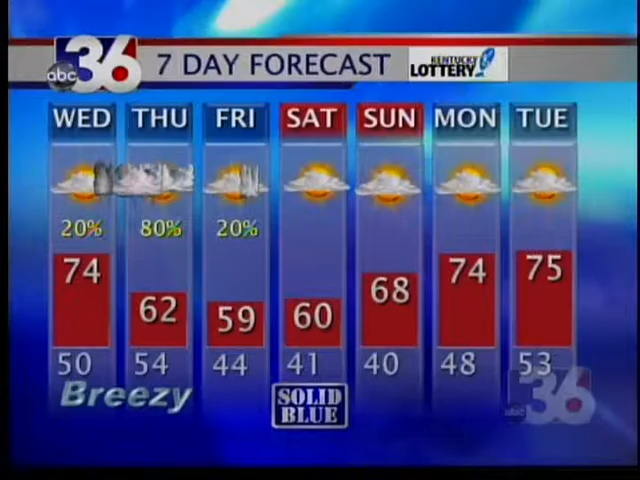 abc 36 7 DAY FORECAST KENTUCKY LOTTERY
WED THU FRI SAT SUN MON TUE
20% 80% 20%
74 62 59 60 68 74 75
50 54 44 41 40 48 53
Breezy
SOLID BLUE
abc 36